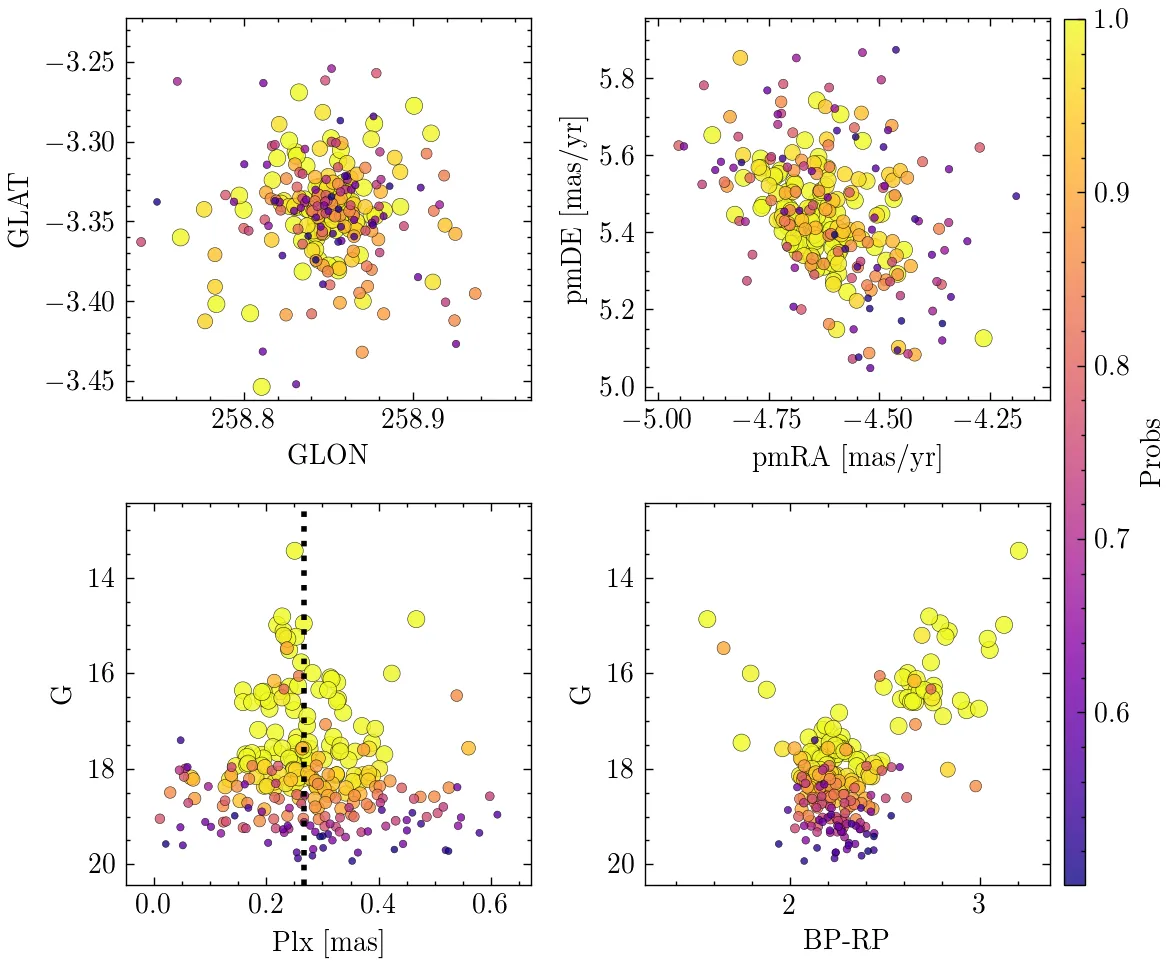 −3.25
−3.30
−3.35
−3.40
−3.45
GLAT
258.8 258.9
GLON
5.8
5.6
5.4
5.2
5.0
pmDE [mas/yr]
−5.00 −4.75 −4.50 −4.25
pmRA [mas/yr]
1.0
0.9
0.8
0.7
0.6
Probs
14
16
18
20
G
0.0 0.2 0.4 0.6
Plx [mas]
14
16
18
20
G
2 3
BP-RP